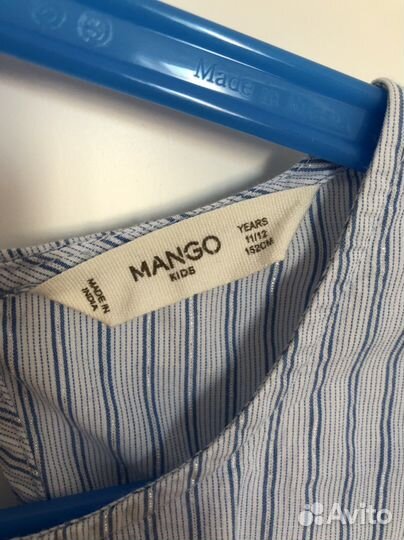 Made in
MANGO
KIDS
YEARS
11/12
152CM
MADE IN
INDIA
Avito